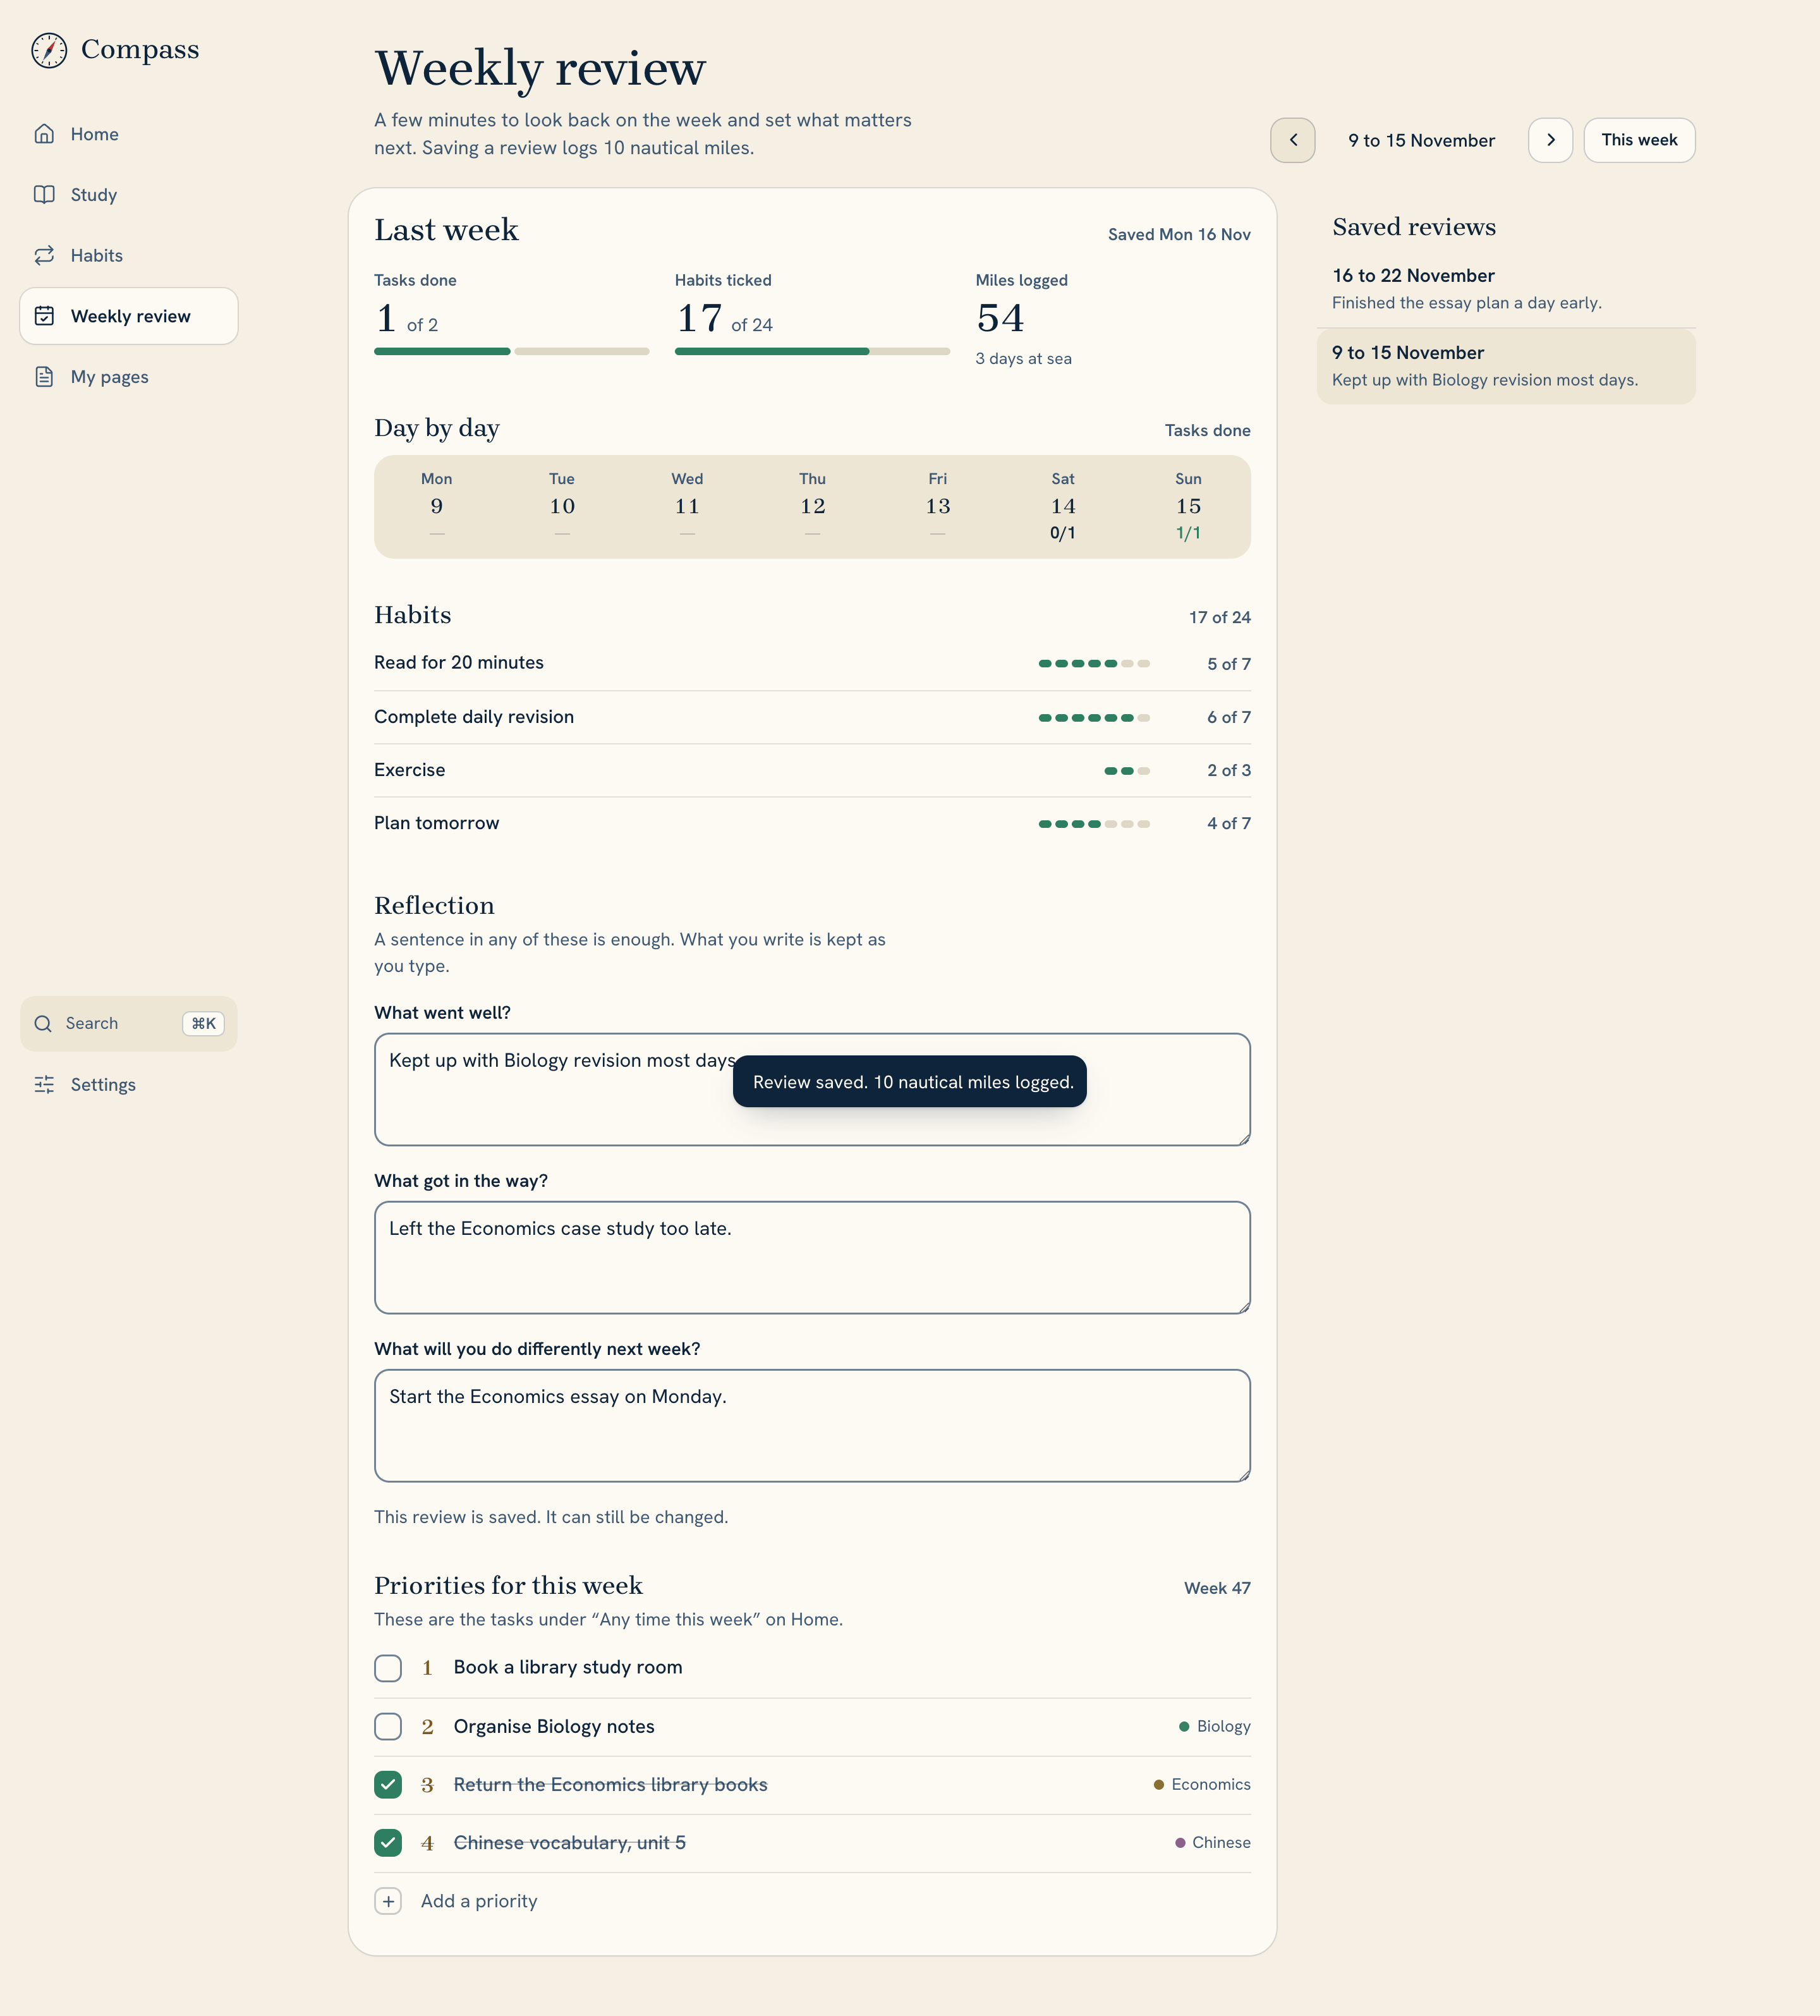 Compass
Home
Study
Habits
Weekly review
My pages
Search ⌘K
Settings
Weekly review
A few minutes to look back on the week and set what matters
next. Saving a review logs 10 nautical miles.
9 to 15 November
This week
Last week
Saved Mon 16 Nov
Tasks done
1 of 2
Habits ticked
17 of 24
Miles logged
54
3 days at sea
Day by day
Tasks done
Mon Tue Wed Thu Fri Sat Sun
9 10 11 12 13 14 15
— — — — — 0/1 1/1
Habits
17 of 24
Read for 20 minutes 5 of 7
Complete daily revision 6 of 7
Exercise 2 of 3
Plan tomorrow 4 of 7
Reflection
A sentence in any of these is enough. What you write is kept as
you type.
What went well?
Kept up with Biology revision most days
Review saved. 10 nautical miles logged.
What got in the way?
Left the Economics case study too late.
What will you do differently next week?
Start the Economics essay on Monday.
This review is saved. It can still be changed.
Priorities for this week
Week 47
These are the tasks under “Any time this week” on Home.
1 Book a library study room
2 Organise Biology notes Biology
3 Return the Economics library books Economics
4 Chinese vocabulary, unit 5 Chinese
Add a priority
Saved reviews
16 to 22 November
Finished the essay plan a day early.
9 to 15 November
Kept up with Biology revision most days.